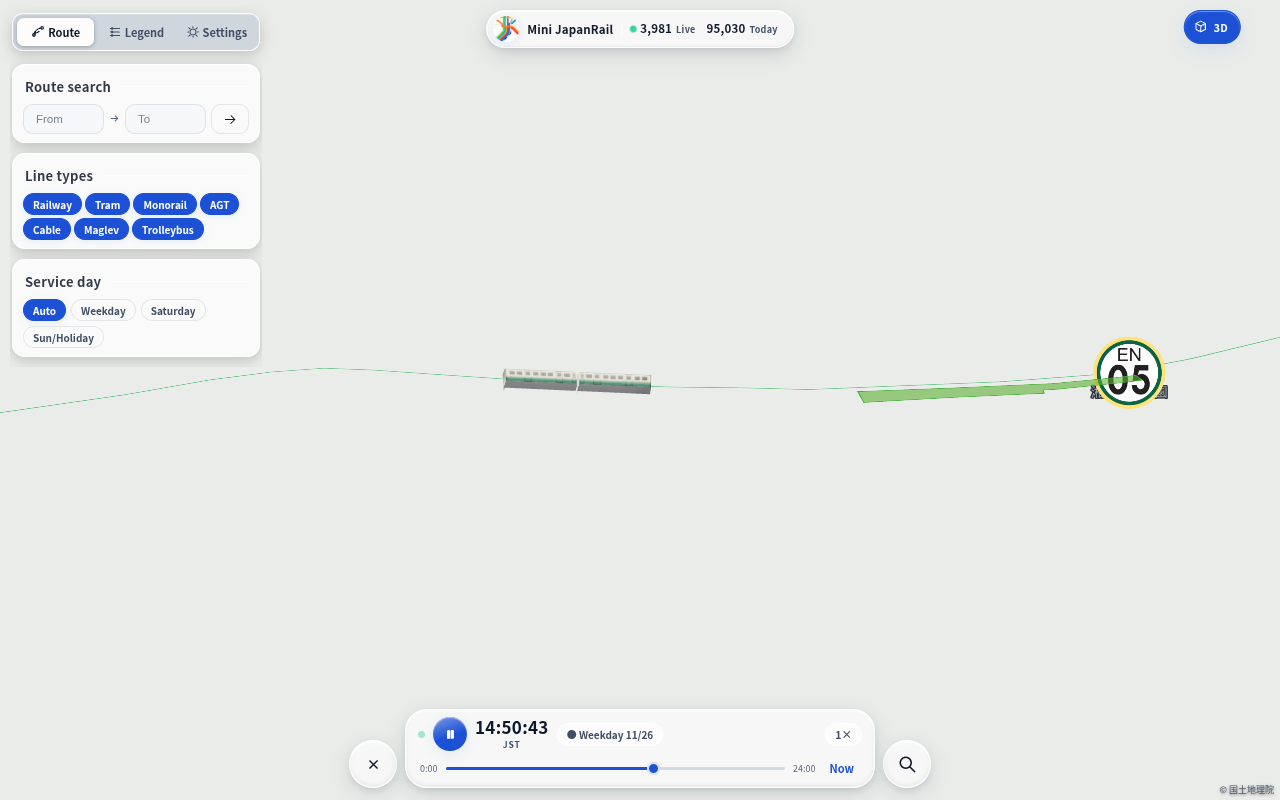 Route
Legend
Settings
Mini JapanRail
3,981 Live
95,030 Today
3D
Route search
From
→
To
→
Line types
Railway
Tram
Monorail
AGT
Cable
Maglev
Trolleybus
Service day
Auto
Weekday
Saturday
Sun/Holiday
EN
05
園
14:50:43
JST
Weekday 11/26
1×
0:00
24:00
Now
© 国土地理院